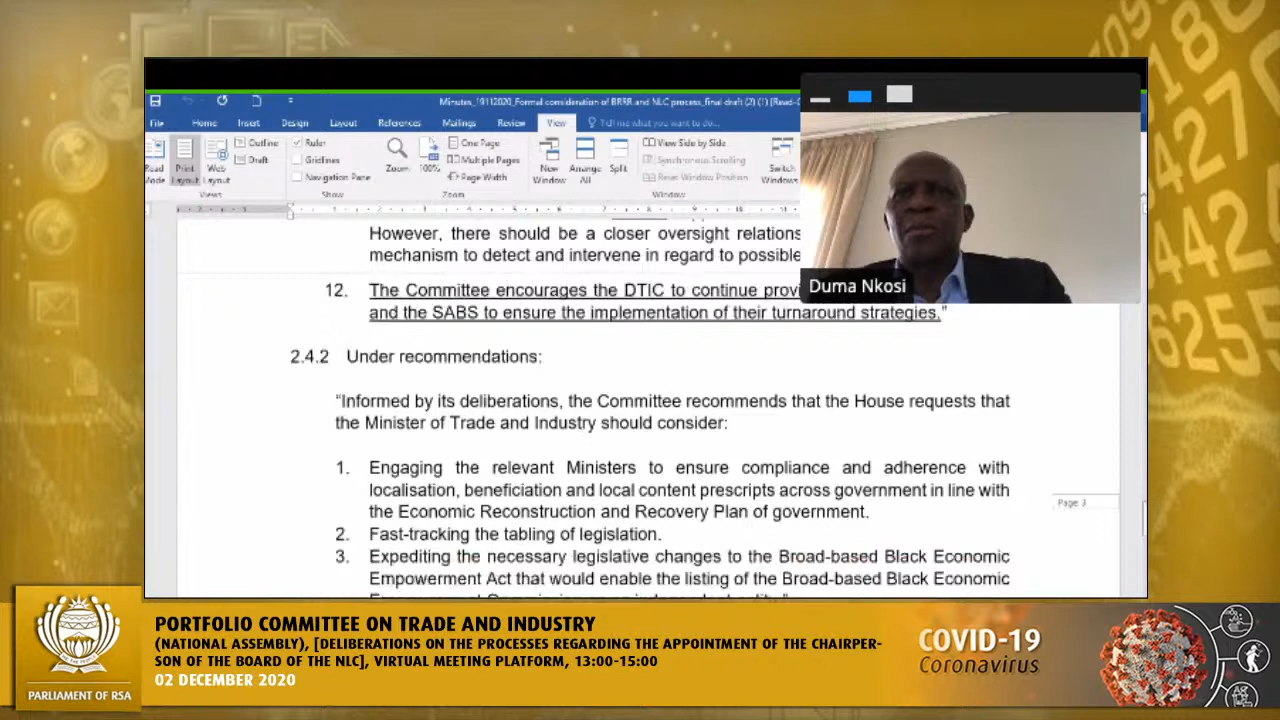 Minutes_19112020_Formal consideration of BRRR and NLC process_final draft (2) (1) [Read-
File Home Insert Design Layout References Mailings Review View Tell me what you want to do...
Read Mode
Print Layout
Web Layout
Outline
Draft
Views
Ruler
Gridlines
Navigation Pane
Show
Zoom
100%
One Page
Multiple Pages
Page Width
Zoom
New Window
Arrange All
Split
View Side by Side
Synchronous Scrolling
Reset Window Position
Window
Switch Windows
Duma Nkosi
However, there should be a closer oversight relations
mechanism to detect and intervene in regard to possible
12. The Committee encourages the DTIC to continue provi
and the SABS to ensure the implementation of their turnaround strategies."
2.4.2 Under recommendations:
"Informed by its deliberations, the Committee recommends that the House requests that
the Minister of Trade and Industry should consider:
1. Engaging the relevant Ministers to ensure compliance and adherence with
localisation, beneficiation and local content prescripts across government in line with
the Economic Reconstruction and Recovery Plan of government.
2. Fast-tracking the tabling of legislation.
3. Expediting the necessary legislative changes to the Broad-based Black Economic
Empowerment Act that would enable the listing of the Broad-based Black Economic
Page: 3
PORTFOLIO COMMITTEE ON TRADE AND INDUSTRY
(NATIONAL ASSEMBLY), [DELIBERATIONS ON THE PROCESSES REGARDING THE APPOINTMENT OF THE CHAIRPER-
SON OF THE BOARD OF THE NLC], VIRTUAL MEETING PLATFORM, 13:00-15:00
02 DECEMBER 2020
PARLIAMENT OF RSA
COVID-19
Coronavirus